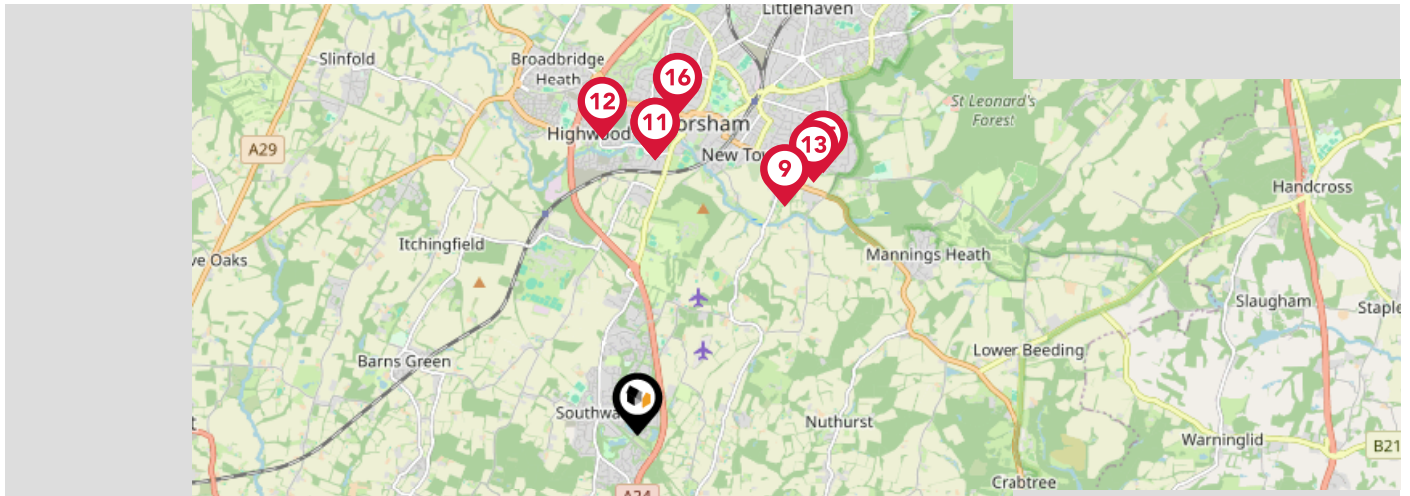 Littlehaven
Slinfold
Broadbridge
Heath
16
12
St Leonard's
Forest
11
orsham
Highwood
A29
13
New To
9
Handcross
Itchingfield
ve Oaks
Mannings Heath
Slaugham
Staple
Barns Green
Lower Beeding
Southwa
Nuthurst
Warninglid
B21
Crabtree
A24